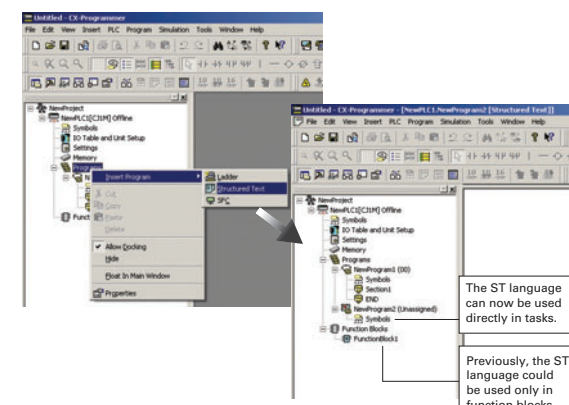 Untitled - CX-Programmer
File Edit View Insert PLC Program Simulation Tools Window Help
NewProject
NewPLC1[CJ1M] Offline
Symbols
IO Table and Unit Setup
Settings
Memory
Programs
Funct
Insert Program
Cut
Copy
Paste
Delete
Allow Docking
Hide
Float In Main Window
Properties
Ladder
Structured Text
SFC
Untitled - CX-Programmer - [NewPLC1.NewProgram2 [Structured Text]]
File Edit View Insert PLC Program Simulation Tools Window Help
NewProject
NewPLC1[CJ1M] Offline
Symbols
IO Table and Unit Setup
Settings
Memory
Programs
NewProgram1 (00)
Symbols
Section1
END
NewProgram2 (Unassigned)
Symbols
Function Blocks
FunctionBlock1
The ST language
can now be used
directly in tasks.
Previously, the ST
language could
be used only in
function blocks